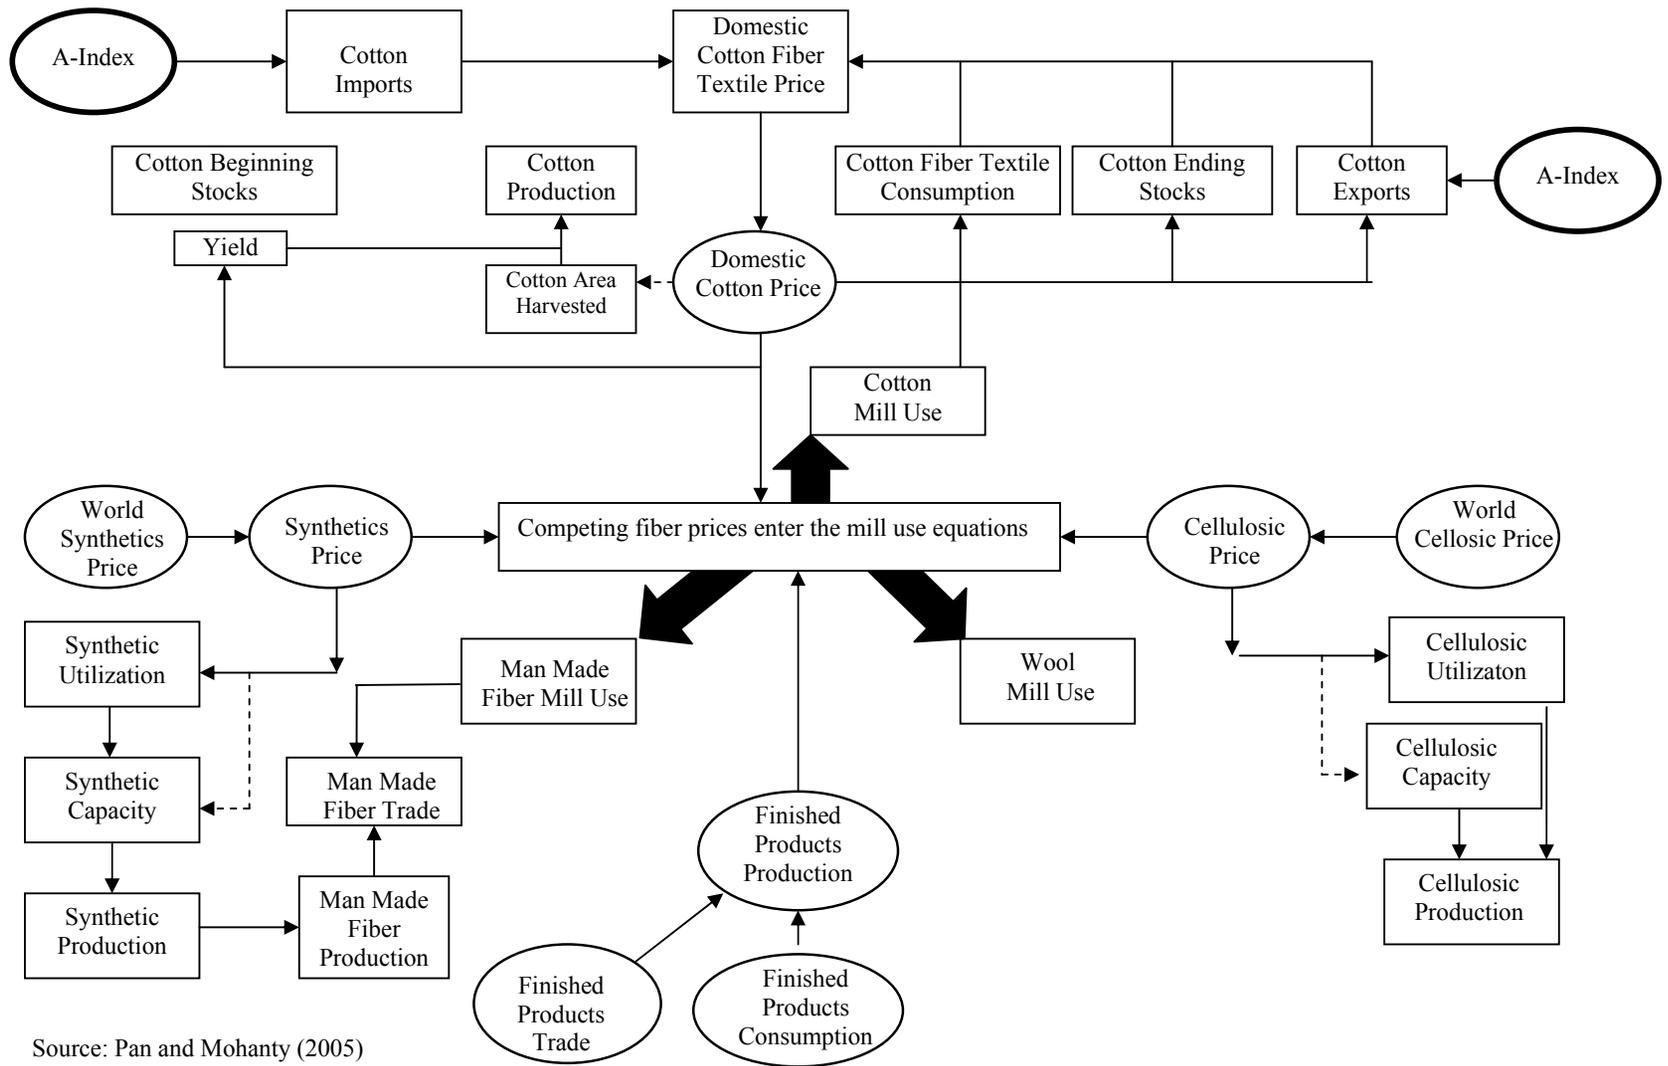 A-Index
Cotton
Imports
Domestic
Cotton Fiber
Textile Price
Cotton Beginning
Stocks
Cotton
Production
Cotton Fiber Textile
Consumption
Cotton Ending
Stocks
Cotton
Exports
A-Index
Yield
Cotton Area
Harvested
Domestic
Cotton Price
Cotton
Mill Use
World
Synthetics
Price
Synthetics
Price
Competing fiber prices enter the mill use equations
Cellulosic
Price
World
Cellosic Price
Synthetic
Utilization
Man Made
Fiber Mill Use
Wool
Mill Use
Cellulosic
Utilizaton
Synthetic
Capacity
Man Made
Fiber Trade
Cellulosic
Capacity
Finished
Products
Production
Synthetic
Production
Man Made
Fiber
Production
Cellulosic
Production
Finished
Products
Trade
Finished
Products
Consumption
Source: Pan and Mohanty (2005)